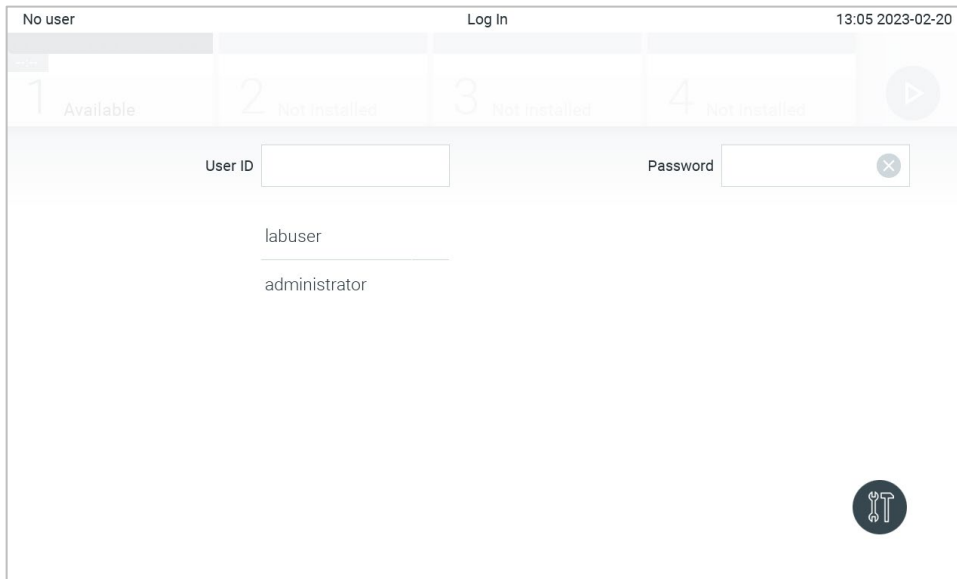 No user Log In 13:05 2023-02-20
1 Available 2 Not Installed 3 Not Installed 4 Not Installed
User ID Password
labuser
administrator